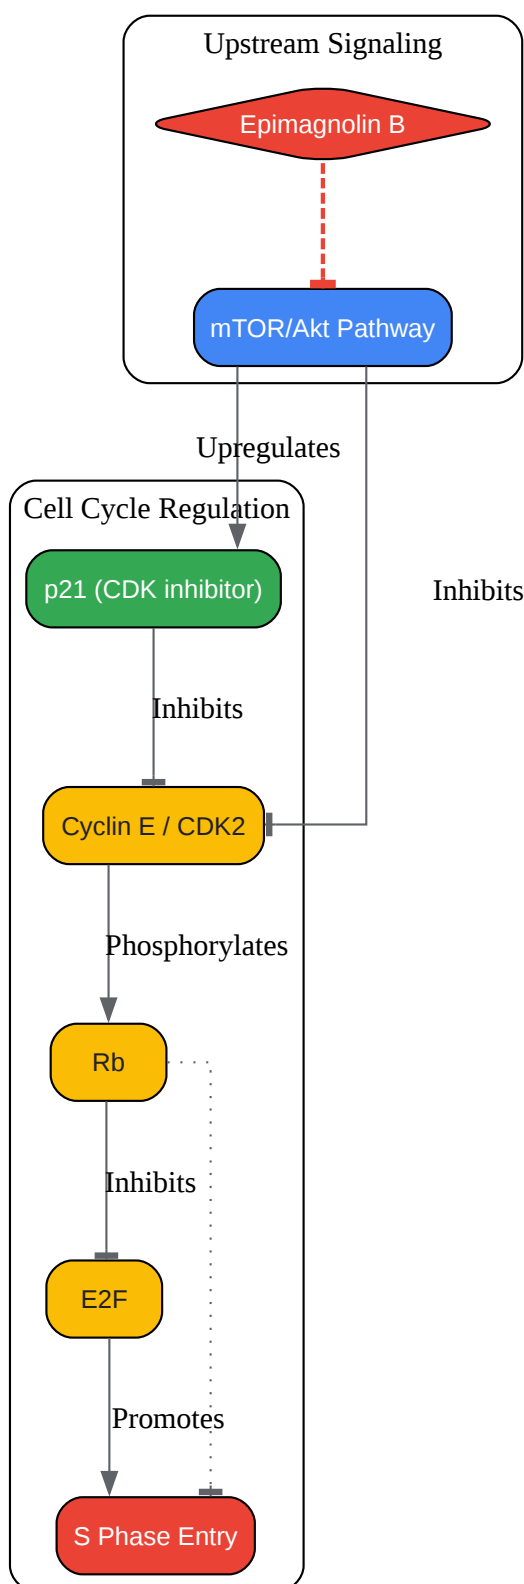 Upstream Signaling
Epimagnolin B
mTOR/Akt Pathway
Upregulates
Cell Cycle Regulation
p21 (CDK inhibitor)
Inhibits
Inhibits
Cyclin E / CDK2
Phosphorylates
Rb
Inhibits
E2F
Promotes
S Phase Entry